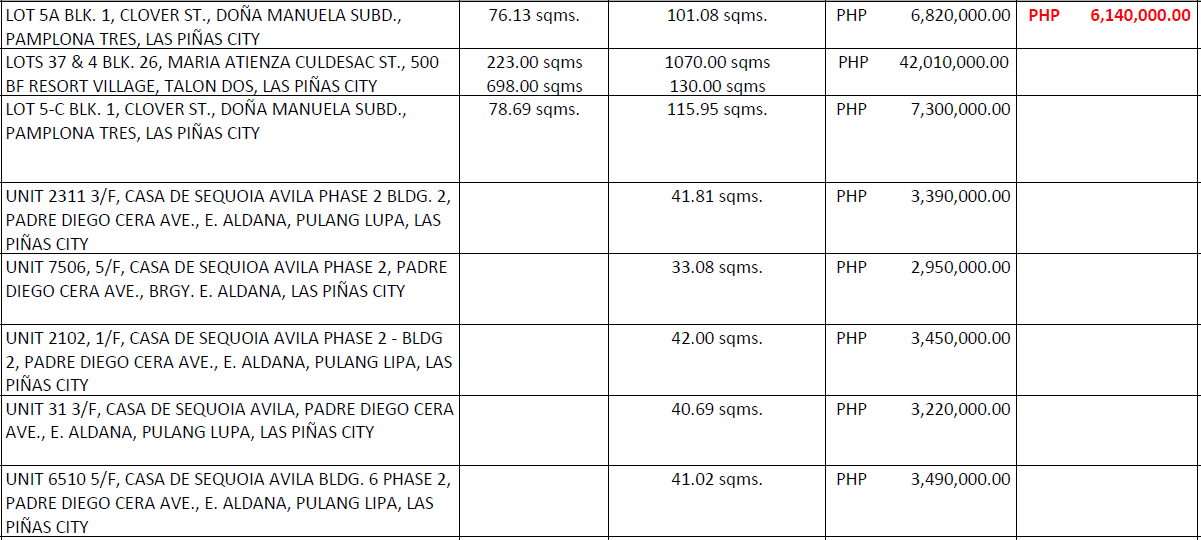 LOT 5A BLK. 1, CLOVER ST., DOÑA MANUELA SUBD., 76.13 sqms. 101.08 sqms. PHP 6,820,000.00 PHP 6,140,000.00
PAMPLONA TRES, LAS PIÑAS CITY
LOTS 37 & 4 BLK. 26, MARIA ATIENZA CULDESAC ST., 500 223.00 sqms 1070.00 sqms PHP 42,010,000.00
BF RESORT VILLAGE, TALON DOS, LAS PIÑAS CITY 698.00 sqms 130.00 sqms
LOT 5-C BLK. 1, CLOVER ST., DOÑA MANUELA SUBD., 78.69 sqms. 115.95 sqms. PHP 7,300,000.00
PAMPLONA TRES, LAS PIÑAS CITY
UNIT 2311 3/F, CASA DE SEQUOIA AVILA PHASE 2 BLDG. 2, 41.81 sqms. PHP 3,390,000.00
PADRE DIEGO CERA AVE., E. ALDANA, PULANG LUPA, LAS
PIÑAS CITY
UNIT 7506, 5/F, CASA DE SEQUIOA AVILA PHASE 2, PADRE 33.08 sqms. PHP 2,950,000.00
DIEGO CERA AVE., BRGY. E. ALDANA, LAS PIÑAS CITY
UNIT 2102, 1/F, CASA DE SEQUOIA AVILA PHASE 2 - BLDG 42.00 sqms. PHP 3,450,000.00
2, PADRE DIEGO CERA AVE., E. ALDANA, PULANG LIPA, LAS
PIÑAS CITY
UNIT 31 3/F, CASA DE SEQUOIA AVILA, PADRE DIEGO CERA 40.69 sqms. PHP 3,220,000.00
AVE., E. ALDANA, PULANG LUPA, LAS PIÑAS CITY
UNIT 6510 5/F, CASA DE SEQUOIA AVILA BLDG. 6 PHASE 2, 41.02 sqms. PHP 3,490,000.00
PADRE DIEGO CERA AVE., E. ALDANA, PULANG LIPA, LAS
PIÑAS CITY